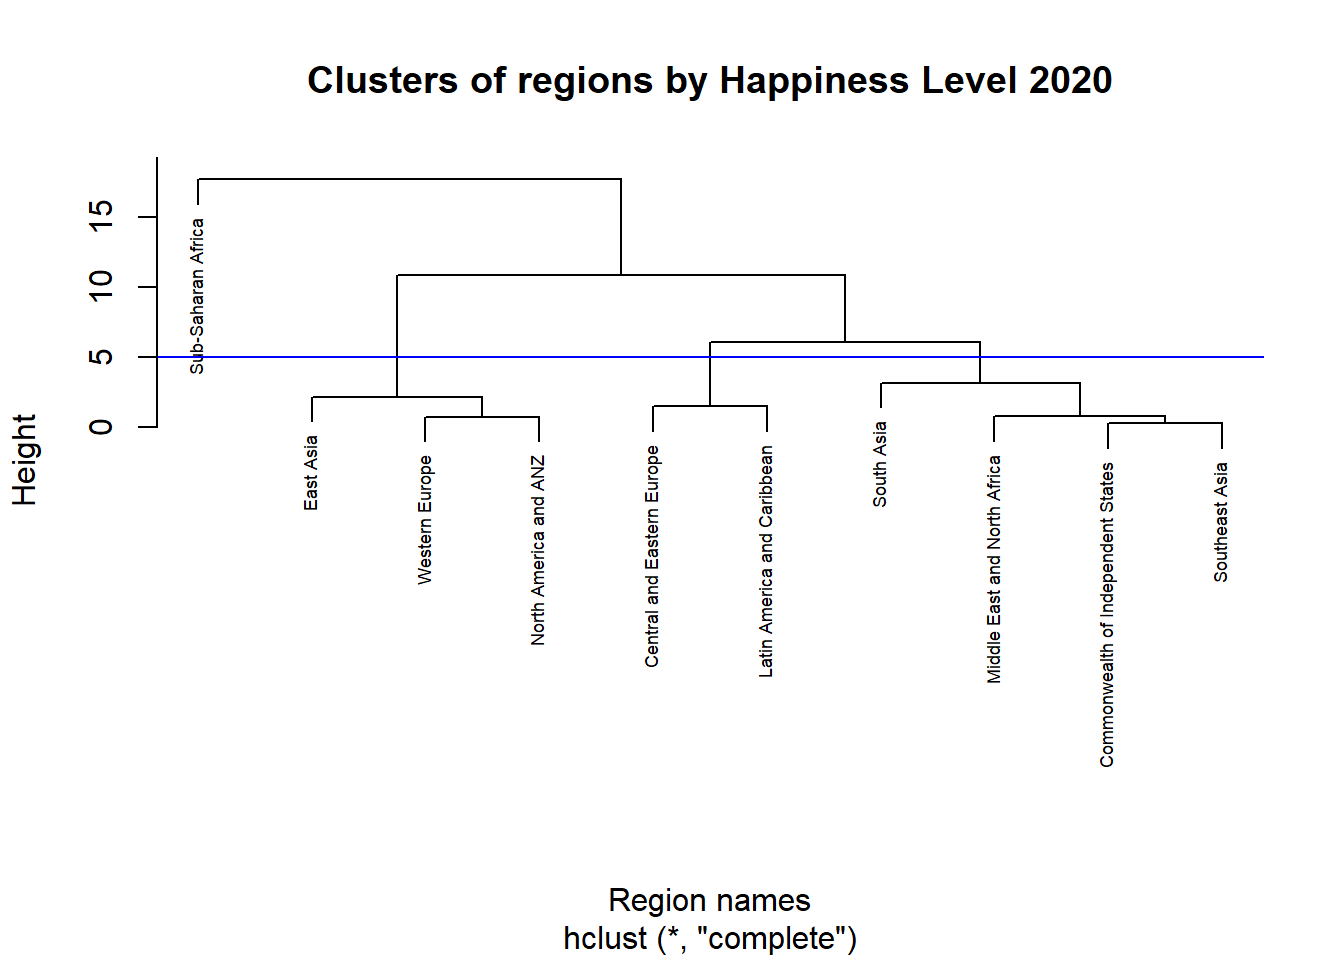 Clusters of regions by Happiness Level 2020
Height
15
10
5
0
Sub-Saharan Africa
East Asia
Western Europe
North America and ANZ
Central and Eastern Europe
Latin America and Caribbean
South Asia
Middle East and North Africa
Commonwealth of Independent States
Southeast Asia
Region names
hclust (*, "complete")